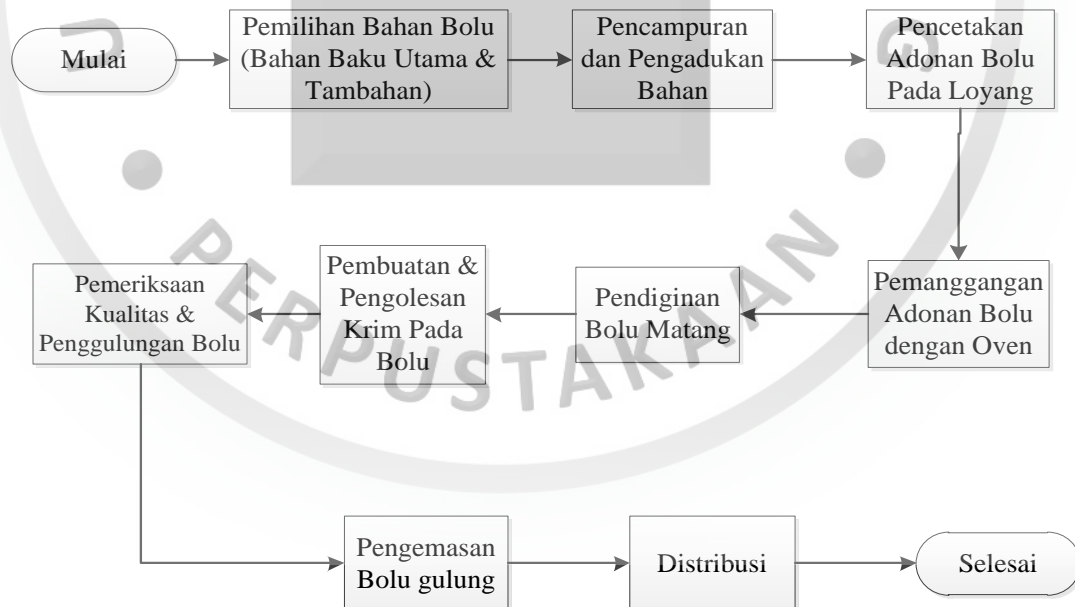 Mulai
Pemilihan Bahan Bolu
(Bahan Baku Utama &
Tambahan)
Pencampuran
dan Pengadukan
Bahan
Pencetakan
Adonan Bolu
Pada Loyang
Pemanggangan
Adonan Bolu
dengan Oven
Pendiginan
Bolu Matang
Pembuatan &
Pengolesan
Krim Pada
Bolu
Pemeriksaan
Kualitas &
Penggulungan Bolu
Pengemasan
Bolu gulung
Distribusi
Selesai
PERPUSTAKAAN